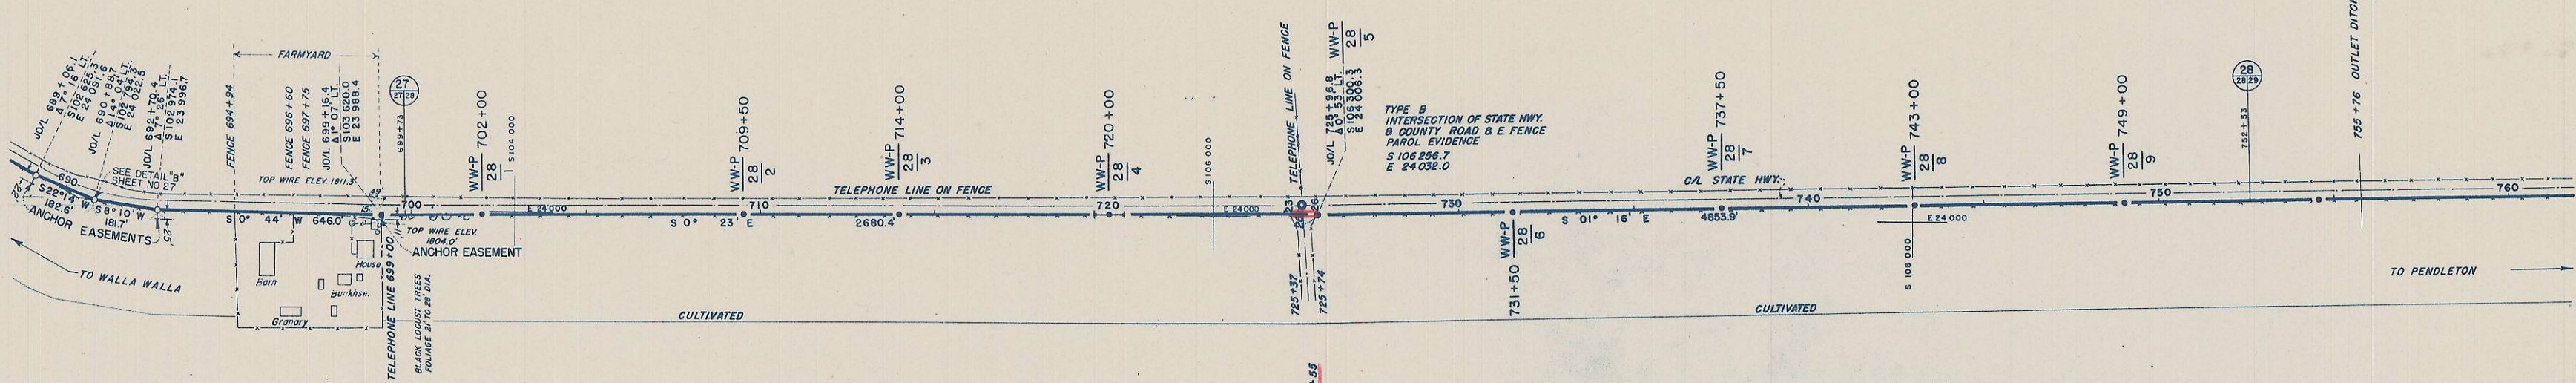 JO/L 689+06.1
Δ 7° 16' LT.
S 102 625.3
E 24 091.6
JO/L 690+88.7
Δ 14° 04' LT.
S 102 794.3
E 24 022.5
JO/L 692+70.4
Δ 7° 26' LT.
S 102 974.1
E 23 996.7
FARMYARD
FENCE 694+94
FENCE 696+60
FENCE 697+75
JO/L 699+16.4
Δ 1° 07' LT.
S 103 620.0
E 23 988.4
27
27 28
699+73
WW-P 28 1
702+00
S 104 000
WW-P 28 2
709+50
WW-P 28 3
714+00
WW-P 28 4
720+00
S 106 000
TELEPHONE LINE ON FENCE
WW-P 28 5
JO/L 725+96.8
Δ 0° 53' LT.
S 106 300.3
E 24 006.3
TYPE B
INTERSECTION OF STATE HWY.
& COUNTY ROAD & E. FENCE
PAROL EVIDENCE
S 106 256.7
E 24 032.0
WW-P 28 7
737+50
WW-P 28 8
743+00
WW-P 28 9
749+00
28
28 29
752+53
755+76 OUTLET DITCH
SEE DETAIL "B"
SHEET NO 27
TOP WIRE ELEV. 1811.3'
TELEPHONE LINE ON FENCE
C/L STATE HWY.
690
700
710
720
730
740
750
760
S 22° 14' W
182.6'
S 8° 10' W
181.7'
ANCHOR EASEMENTS
S 0° 44' W 646.0'
49'
15'
E 24 000
S 0° 23' E 2680.4'
E 24 000
S 01° 16' E 4853.9'
E 24 000
TOP WIRE ELEV.
1804.0'
ANCHOR EASEMENT
TO WALLA WALLA
Barn
House
Bunkhse.
Granary
TELEPHONE LINE 699+00
BLACK LOCUST TREES
FOLIAGE 21' TO 28' DIA.
CULTIVATED
725+37
725+74
WW-P 28 6
731+50
CULTIVATED
S 108 000
TO PENDLETON